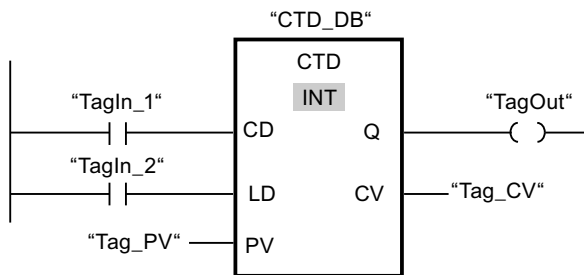 “CTD_DB“
CTD
INT
“TagIn_1“
CD
Q
“TagOut“
“TagIn_2“
LD
CV
“Tag_CV“
“Tag_PV“
PV